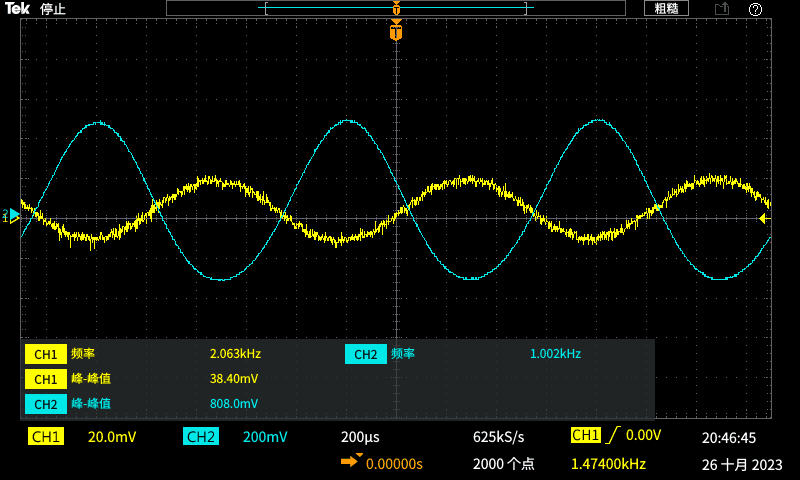 Tek 停止 T 粗糙 ?
T
2
1
CH1 频率 2.063kHz CH2 频率 1.002kHz
CH1 峰-峰值 38.40mV
CH2 峰-峰值 808.0mV
CH1 20.0mV CH2 200mV 200µs 625kS/s CH1 0.00V 20:46:45
0.00000s 2000 个点 1.47400kHz 26 十月 2023